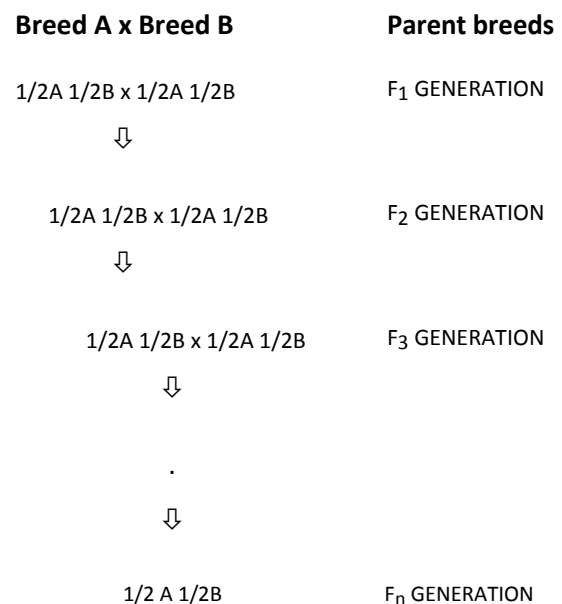 Breed A x Breed B Parent breeds
1/2A 1/2B x 1/2A 1/2B F1 GENERATION
⇩
1/2A 1/2B x 1/2A 1/2B F2 GENERATION
⇩
1/2A 1/2B x 1/2A 1/2B F3 GENERATION
⇩
.
⇩
1/2 A 1/2B Fn GENERATION